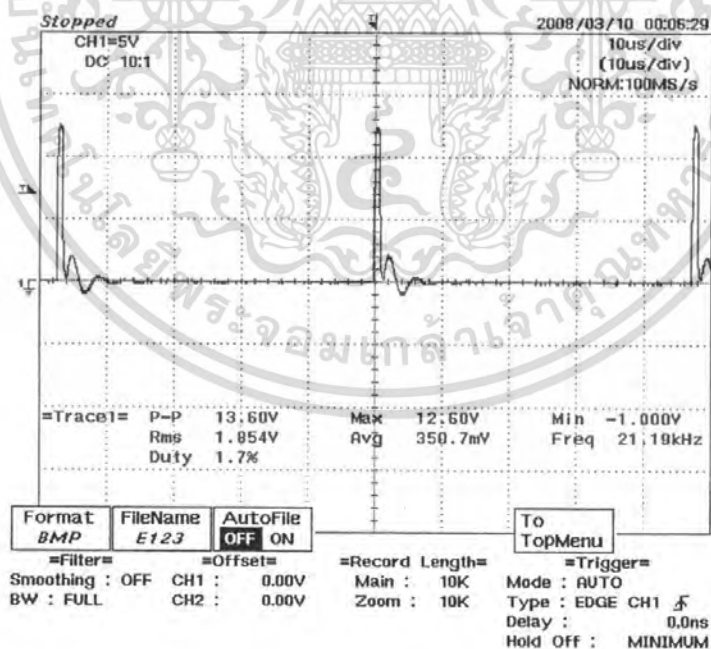 Stopped 2008/03/10 00:06:29
CH1=5V 10us/div
DC 10:1 (10us/div)
NORM:100MS/s
=Trace1= P-P 13.60V Max 12.60V Min -1.000V
Rms 1.854V Avg 350.7mV Freq 21.19kHz
Duty 1.7%
Format FileName AutoFile To
BMP E123 OFF ON TopMenu
=Filter= =Offset= =Record Length= =Trigger=
Smoothing : OFF CH1 : 0.00V Main : 10K Mode : AUTO
BW : FULL CH2 : 0.00V Zoom : 10K Type : EDGE CH1
Delay : 0.0ns
Hold Off : MINIMUM